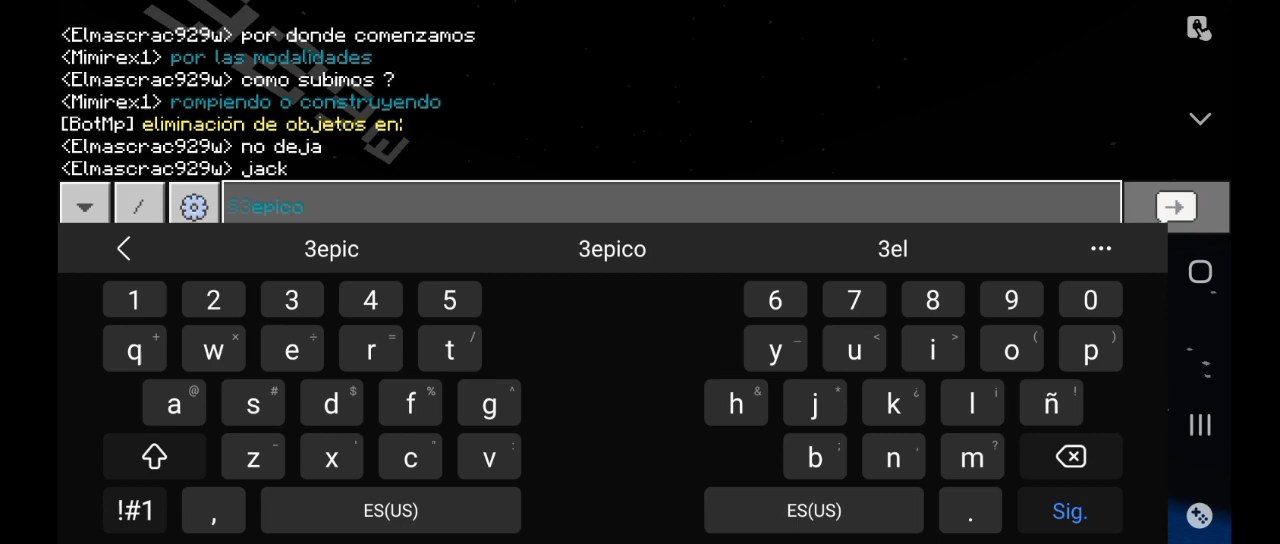 <Elmascrac929w> por donde comenzamos
<Mimirex1> por las modalidades
<Elmascrac929w> como subimos ?
<Mimirex1> rompiendo o construyendo
[BotMp] eliminación de objetos en:
<Elmascrac929w> no deja
<Elmascrac929w> .jack
/ §3epico
3epic 3epico 3el ...
1 2 3 4 5 6 7 8 9 0
q + w × e ÷ r = t / y _ u < i > o ( p )
a @ s # d $ f % g ^ h & j * k ¿ l ¡ ñ !
z - x ' c " v : b ; n , m ?
!#1 , ES(US) ES(US) . Sig.